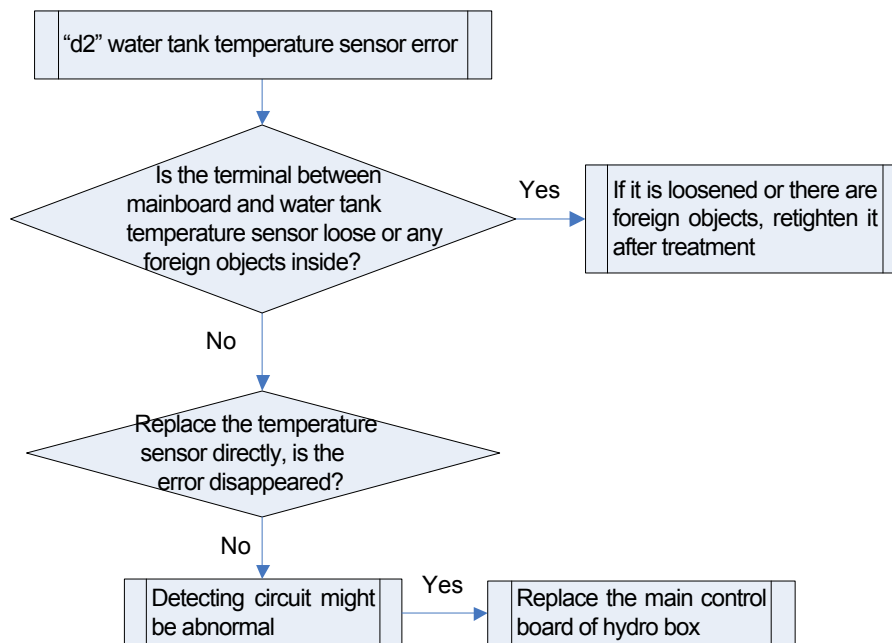 “d2” water tank temperature sensor error
Is the terminal between
mainboard and water tank
temperature sensor loose or any
foreign objects inside?
Yes
If it is loosened or there are
foreign objects, retighten it
after treatment
No
Replace the temperature
sensor directly, is the
error disappeared?
No
Detecting circuit might
be abnormal
Yes
Replace the main control
board of hydro box